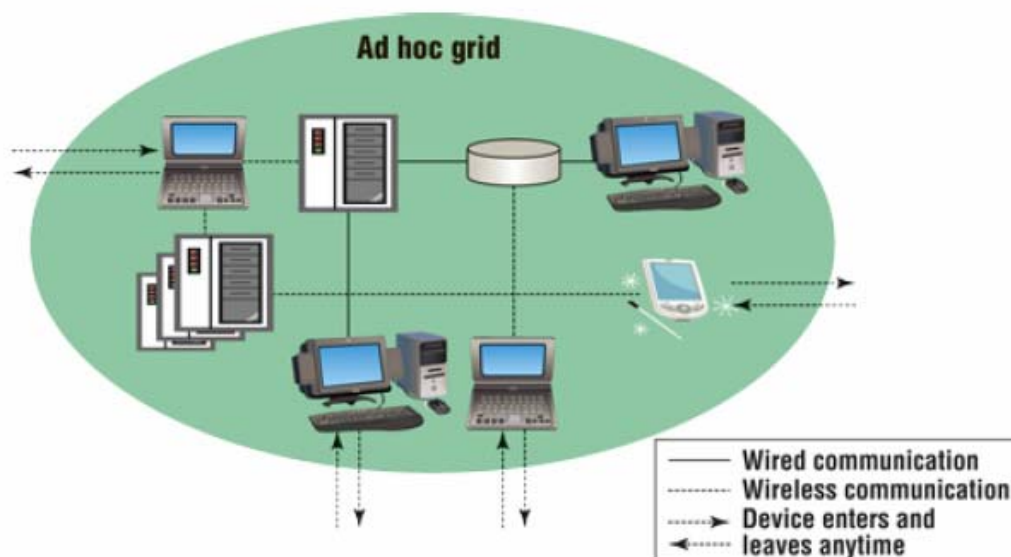 Ad hoc grid
Wired communication
Wireless communication
Device enters and
leaves anytime